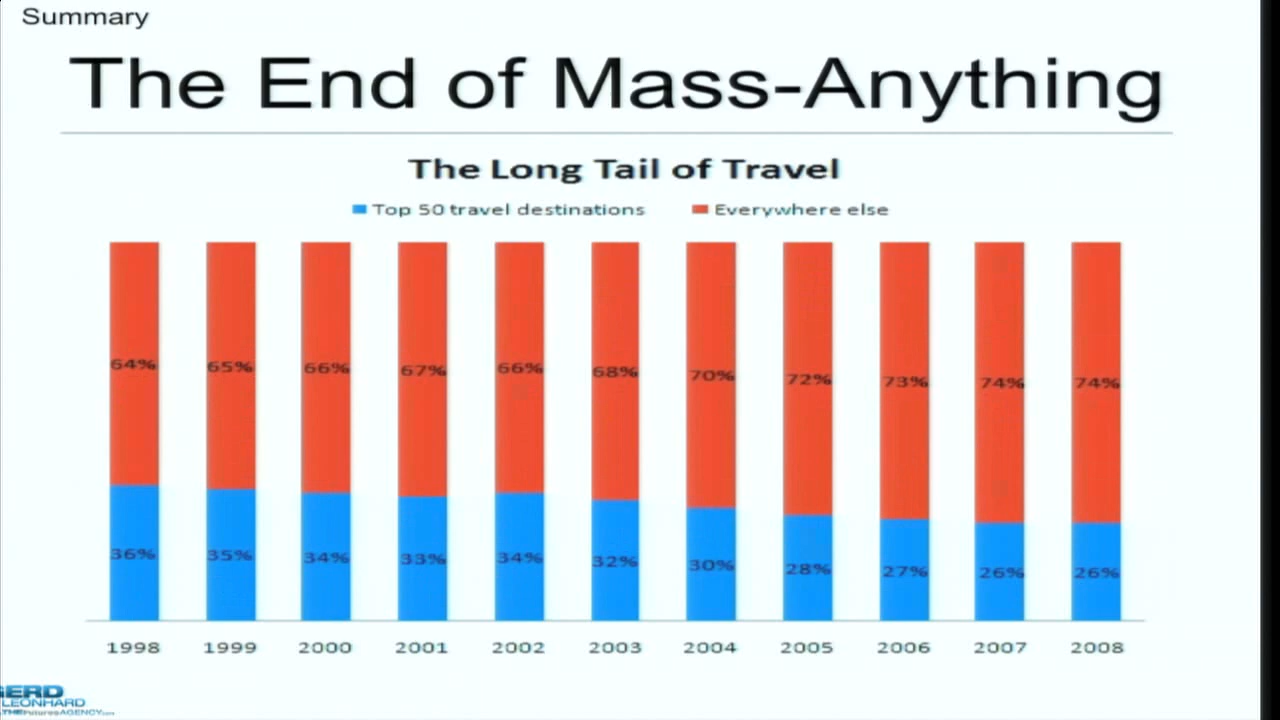 Summary
The End of Mass-Anything
The Long Tail of Travel
Top 50 travel destinations Everywhere else
64% 65% 66% 67% 66% 68% 70% 72% 73% 74% 74%
36% 35% 34% 33% 34% 32% 30% 28% 27% 26% 26%
1998 1999 2000 2001 2002 2003 2004 2005 2006 2007 2008
GERD
LEONHARD
THEFuturesAGENCY.com